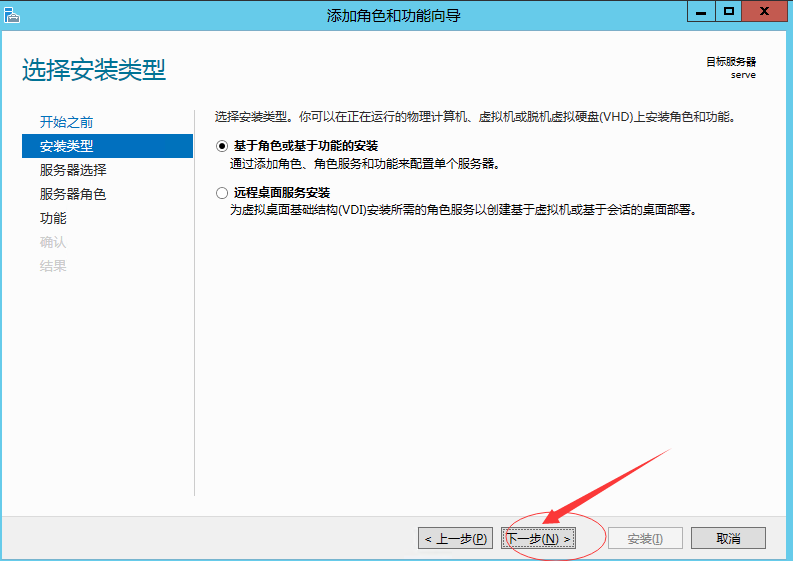 添加角色和功能向导
选择安装类型
目标服务器
serve
开始之前
安装类型
服务器选择
服务器角色
功能
确认
结果
选择安装类型。你可以在正在运行的物理计算机、虚拟机或脱机虚拟硬盘(VHD)上安装角色和功能。
基于角色或基于功能的安装
通过添加角色、角色服务和功能来配置单个服务器。
远程桌面服务安装
为虚拟桌面基础结构(VDI)安装所需的角色服务以创建基于虚拟机或基于会话的桌面部署。
< 上一步(P) 下一步(N) > 安装(I) 取消